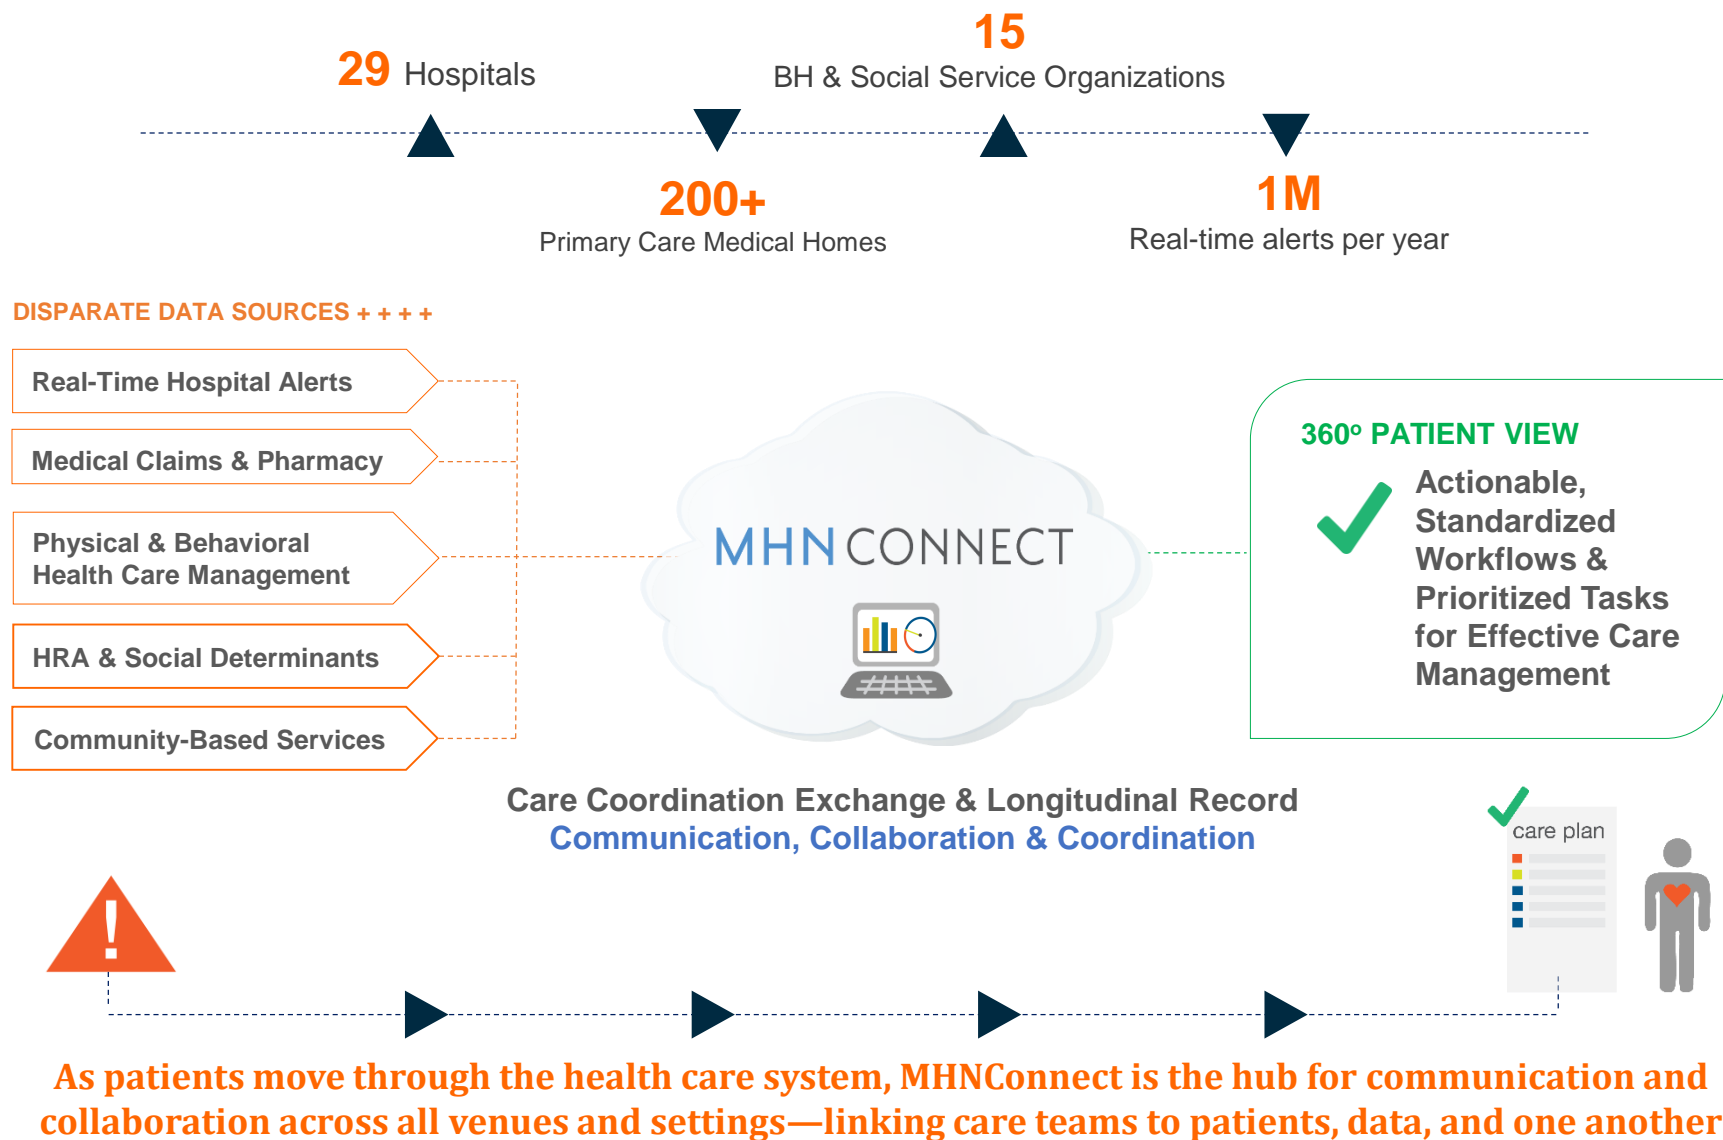 29 Hospitals
15
BH & Social Service Organizations
200+
Primary Care Medical Homes
1M
Real-time alerts per year
DISPARATE DATA SOURCES + + + +
Real-Time Hospital Alerts
Medical Claims & Pharmacy
Physical & Behavioral
Health Care Management
HRA & Social Determinants
Community-Based Services
MHNCONNECT
360º PATIENT VIEW
Actionable,
Standardized
Workflows &
Prioritized Tasks
for Effective Care
Management
Care Coordination Exchange & Longitudinal Record
Communication, Collaboration & Coordination
care plan
!
As patients move through the health care system, MHNConnect is the hub for communication and
collaboration across all venues and settings—linking care teams to patients, data, and one another